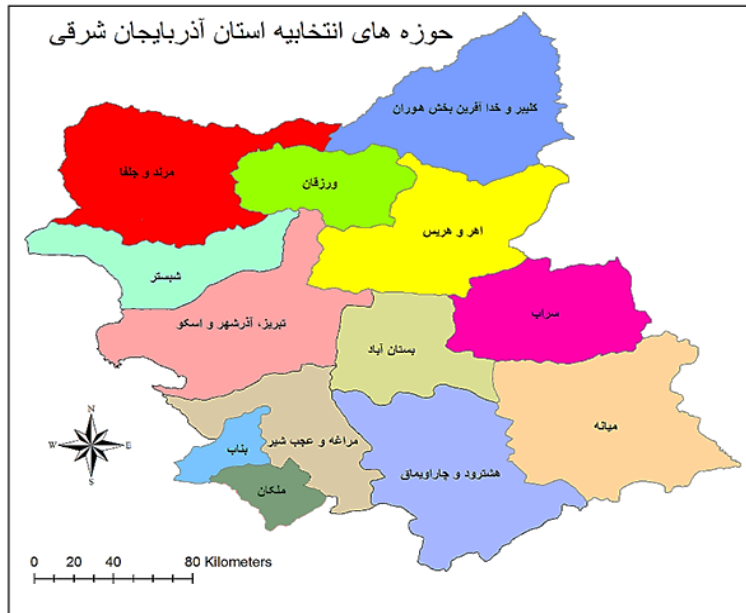 حوزه های انتخابیه استان آذربایجان شرقی
کلیبر و خدا آفرین بخش هوران
مرند و جلفا
ورزقان
اهر و هریس
شبستر
سراب
تبریز، آذرشهر و اسکو
بستان آباد
میانه
مراغه و عجب شیر
بناب
هشترود و چاراویماق
ملکان
N
W E
S
0 20 40 80 Kilometers